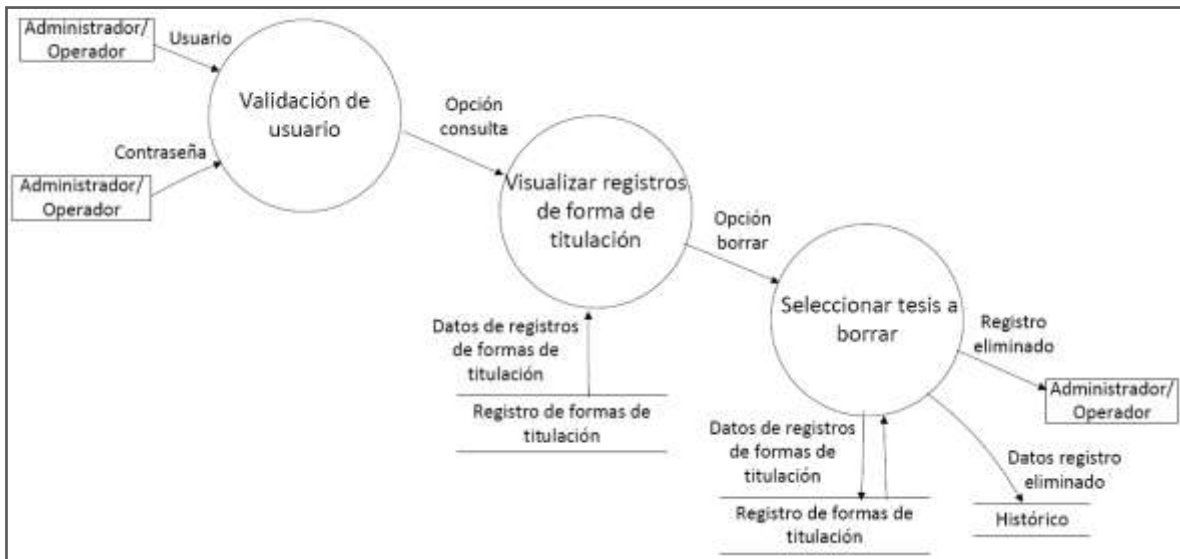 Administrador/
Operador
Usuario
Validación de
usuario
Contraseña
Administrador/
Operador
Opción
consulta
Visualizar registros
de forma de
titulación
Opción
borrar
Seleccionar tesis a
borrar
Datos de registros
de formas de
titulación
Registro de formas de
titulación
Registro
eliminado
Administrador/
Operador
Datos de registros
de formas de
titulación
Registro de formas de
titulación
Datos registro
eliminado
Histórico